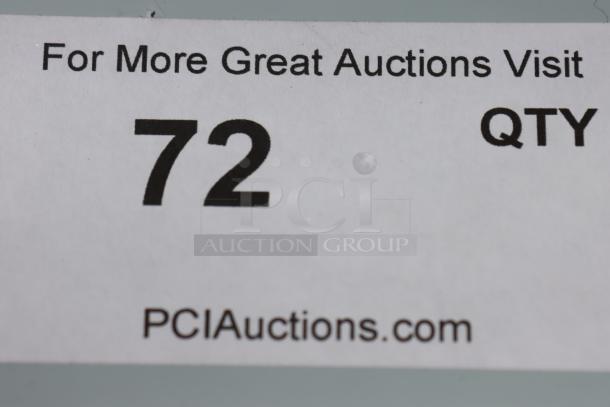 For More Great Auctions Visit
72 QTY
PCI
AUCTION GROUP
PCIAuctions.com